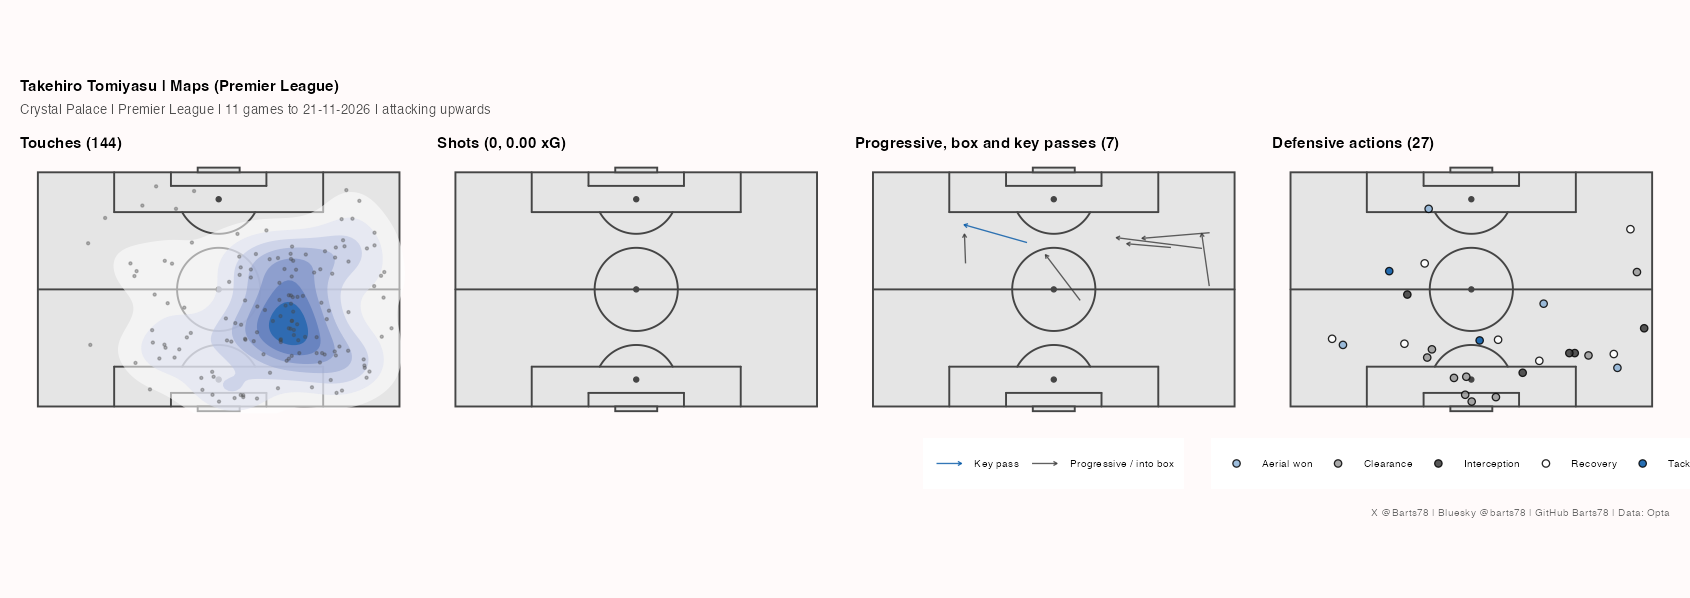 Takehiro Tomiyasu | Maps (Premier League)
Crystal Palace | Premier League | 11 games to 21-11-2026 | attacking upwards
Touches (144)
Shots (0, 0.00 xG)
Progressive, box and key passes (7)
Defensive actions (27)
Key pass
Progressive / into box
Aerial won
Clearance
Interception
Recovery
Tack
X @Barts78 | Bluesky @barts78 | GitHub Barts78 | Data: Opta